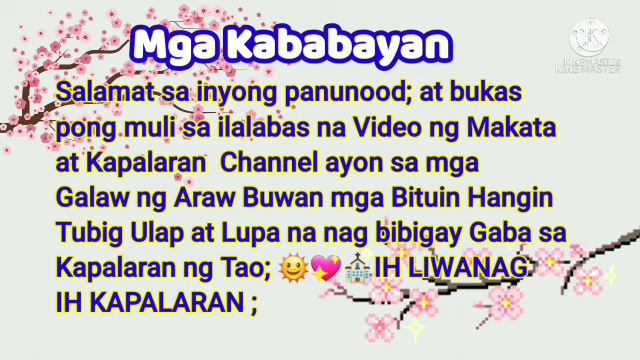 Mga Kababayan
Salamat sa inyong panunood; at bukas
pong muli sa ilalabas na Video ng Makata
at Kapalaran Channel ayon sa mga
Galaw ng Araw Buwan mga Bituin Hangin
Tubig Ulap at Lupa na nag bibigay Gaba sa
Kapalaran ng Tao; 🌞💖⛪IH LIWANAG
IH KAPALARAN ;
KINEMASTER
KINEMASTER